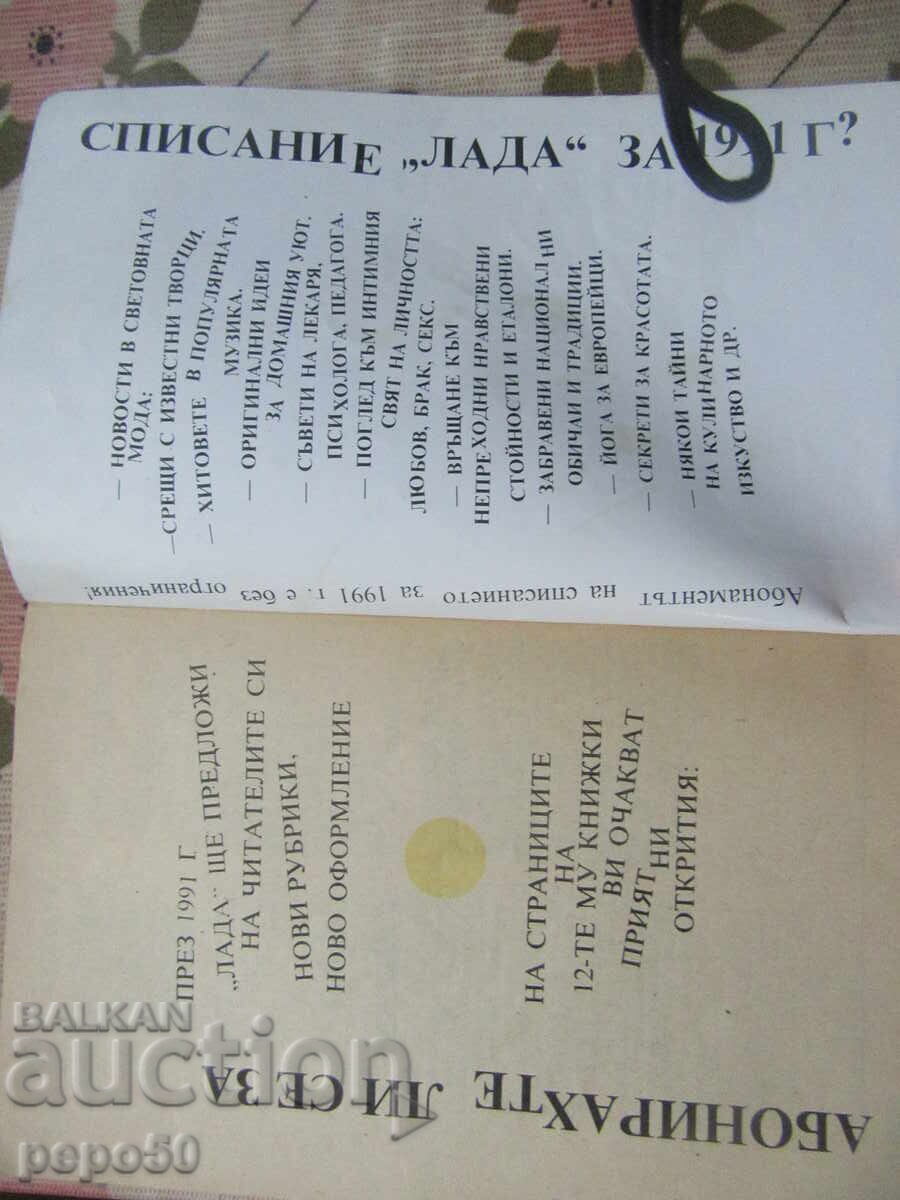 АБОНИРАХТЕ ЛИ СЕ ЗА
СПИСАНИЕ „ЛАДА“ ЗА 1991 Г?
ПРЕЗ 1991 Г
„ЛАДА“ ЩЕ ПРЕДЛОЖИ
НА ЧИТАТЕЛИТЕ СИ
НОВИ РУБРИКИ,
НОВО ОФОРМЛЕНИЕ
НА СТРАНИЦИТЕ
НА
12-ТЕ МУ КНИЖКИ
ВИ ОЧАКВАТ
ПРИЯТ
НИ
ОТКРИТИЯ:
— НОВОСТИ В СВЕТОВНАТА
МОДА;
— СРЕЩИ С ИЗВЕСТНИ ТВОРЦИ.
— ХИТОВЕТЕ В ПОПУЛЯРНАТА
МУЗИКА.
— ОРИГИНАЛНИ ИДЕИ
ЗА ДОМАШНИЯ УЮТ.
— СЪВЕТИ НА ЛЕКАРЯ,
ПСИХОЛОГА, ПЕДАГОГА.
— ПОГЛЕД КЪМ ИНТИМНИЯ
СВЯТ НА ЛИЧНОСТТА:
ЛЮБОВ, БРАК, СЕКС.
— ВРЪЩАНЕ КЪМ
НЕПРЕХОДНИ НРАВСТВЕНИ
СТОЙНОСТИ И ЕТАЛОНИ.
— ЗАБРАВЕНИ НАЦИОНАЛНИ
ОБИЧАИ И ТРАДИЦИИ.
— ЙОГА ЗА ЕВРОПЕЙЦИ.
— СЕКРЕТИ ЗА КРАСОТАТА.
— НЯКОИ ТАЙНИ
НА КУЛИНАРНОТО
ИЗКУСТВО И ДР.
Абонаментът на списанието за 1991 г. е без ограничения!
BALKAN
auction
pepo50